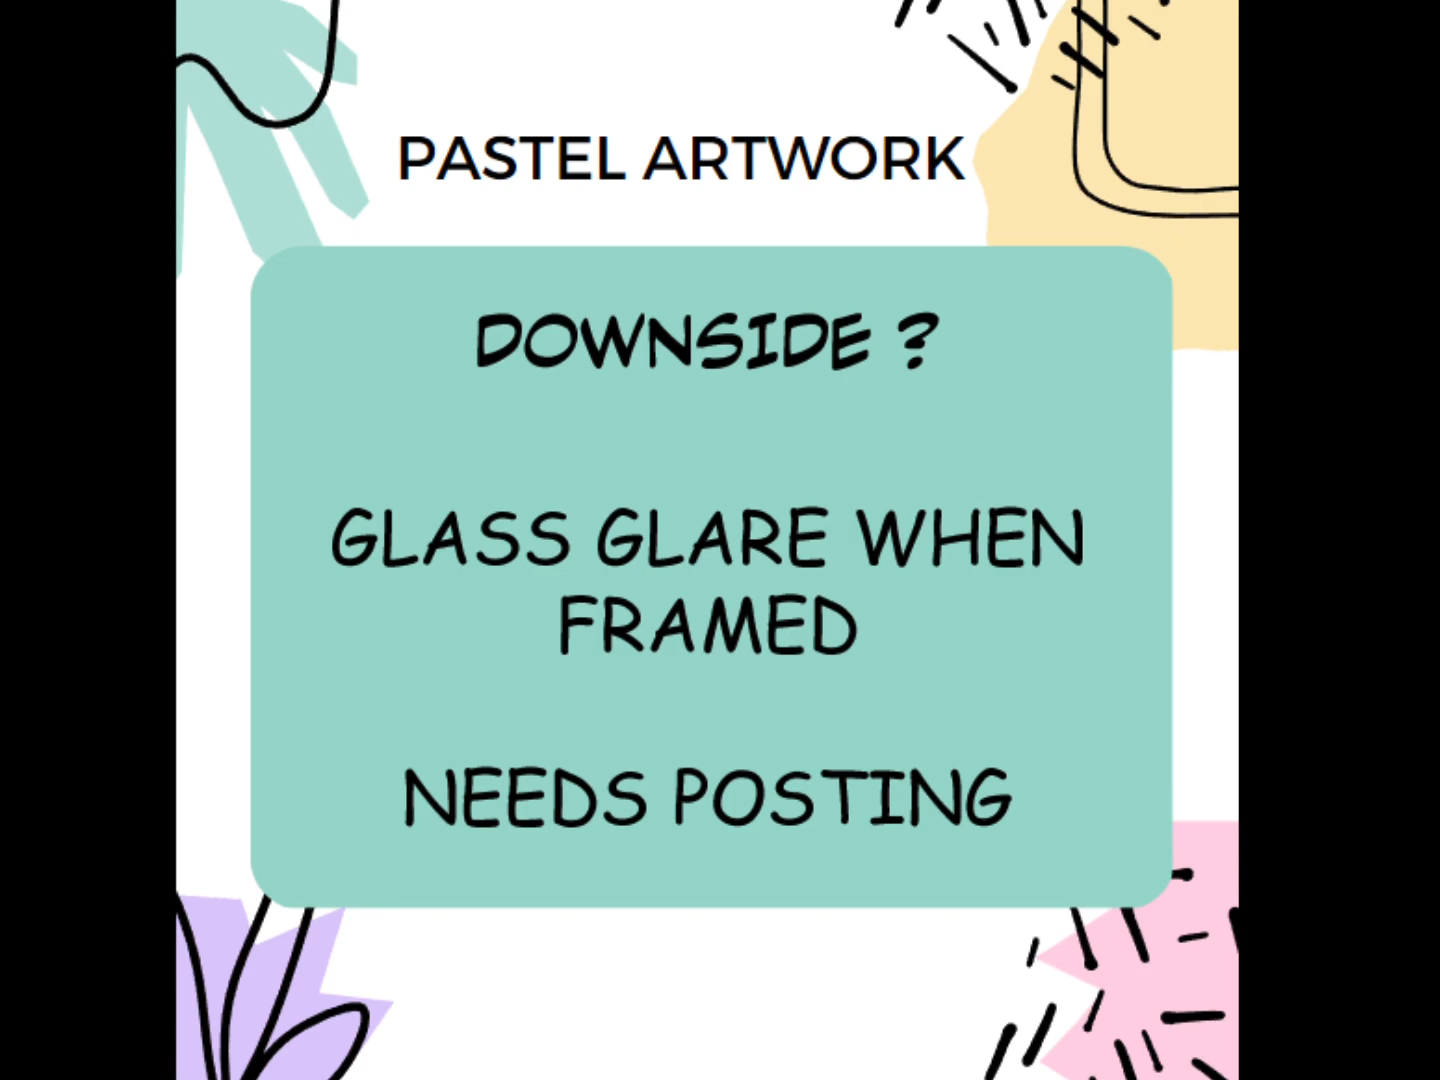 PASTEL ARTWORK
DOWNSIDE ?
GLASS GLARE WHEN
FRAMED
NEEDS POSTING